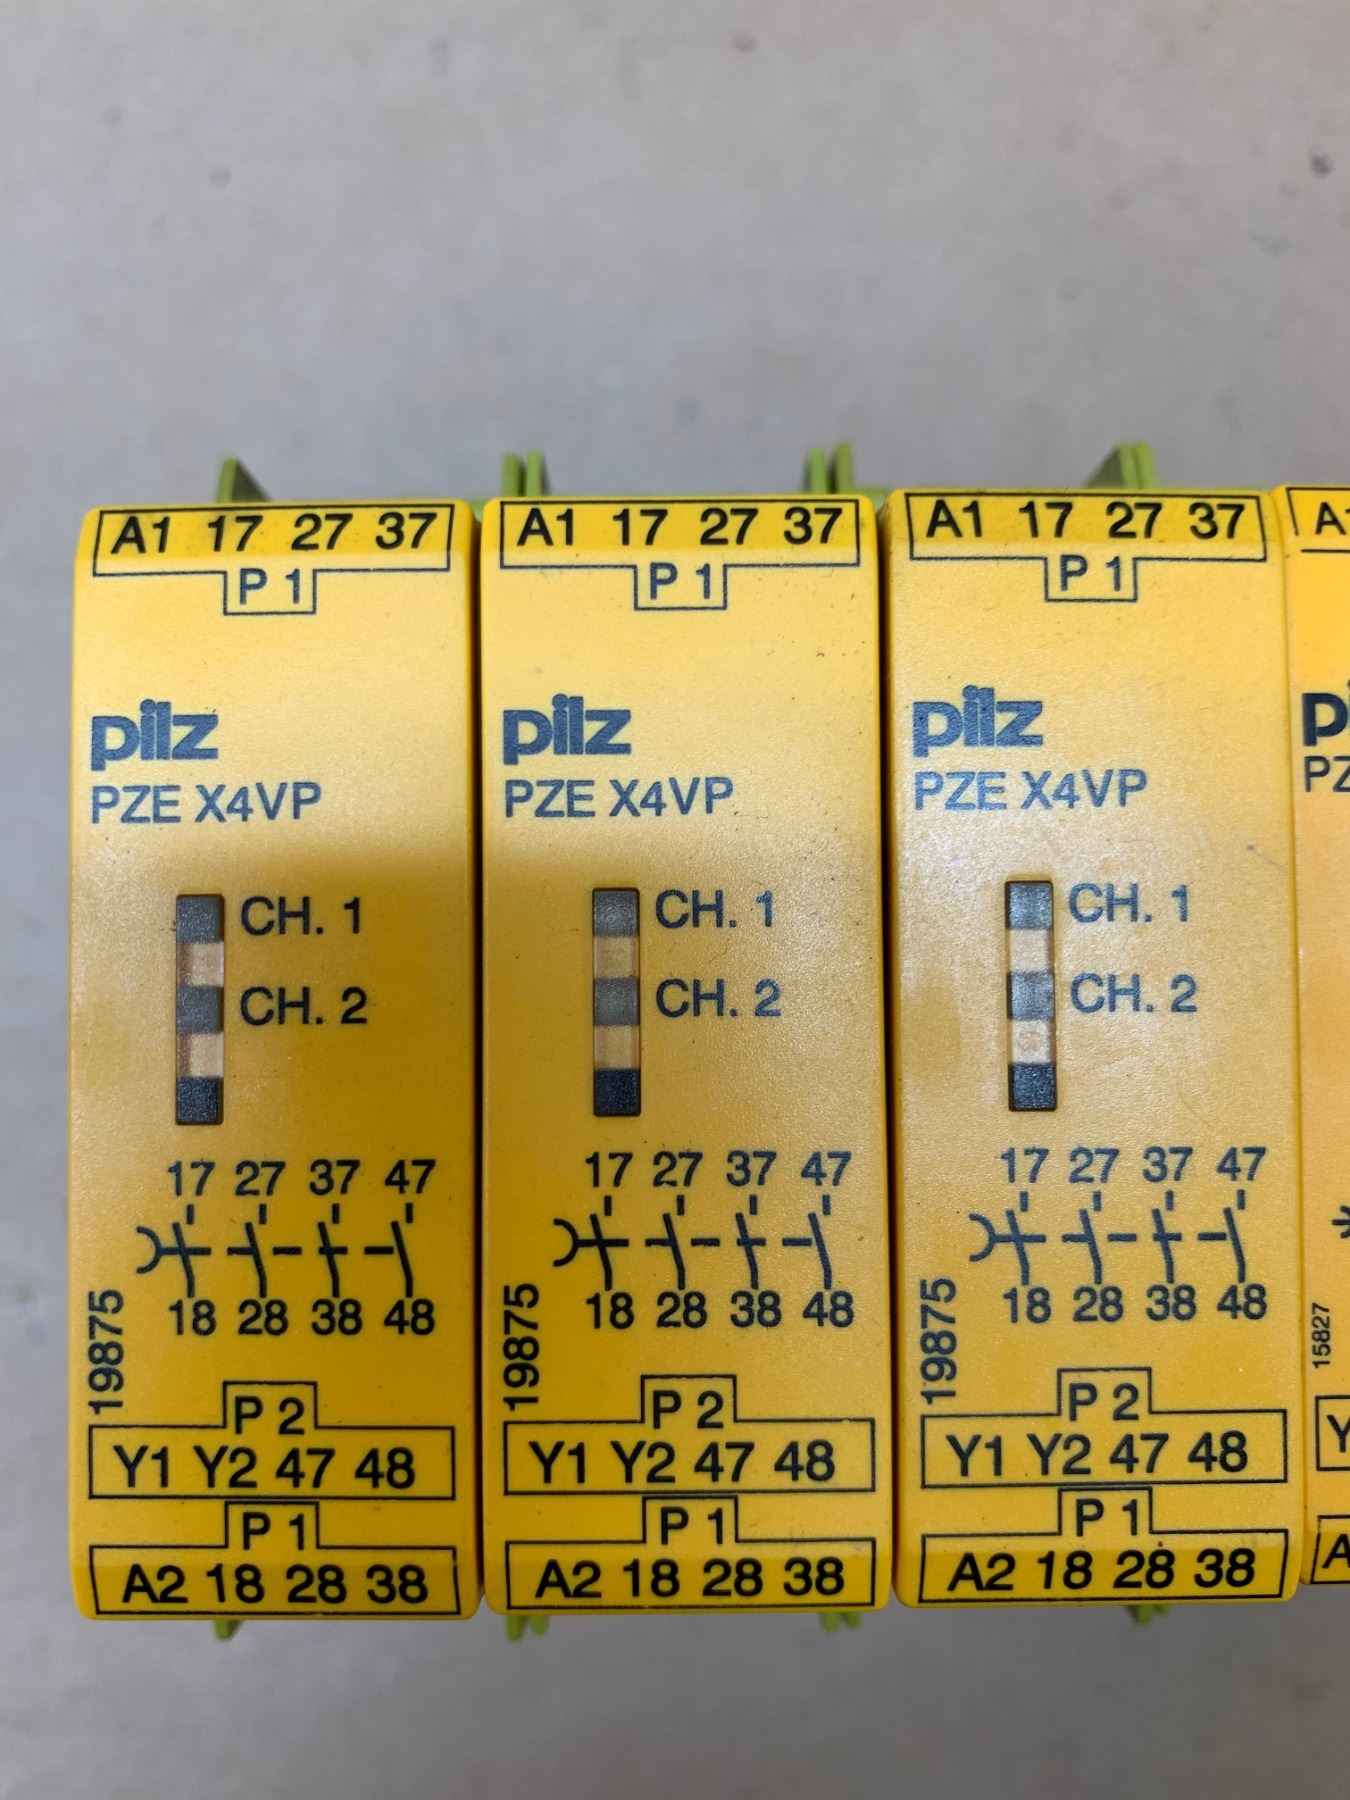 A1 17 27 37
P 1
pilz
PZE X4VP
CH. 1
CH. 2
17 27 37 47
18 28 38 48
19875
P 2
Y1 Y2 47 48
P 1
A2 18 28 38
A1 17 27 37
P 1
pilz
PZE X4VP
CH. 1
CH. 2
17 27 37 47
18 28 38 48
19875
P 2
Y1 Y2 47 48
P 1
A2 18 28 38
A1 17 27 37
P 1
pilz
PZE X4VP
CH. 1
CH. 2
17 27 37 47
18 28 38 48
19875
P 2
Y1 Y2 47 48
P 1
A2 18 28 38
15827